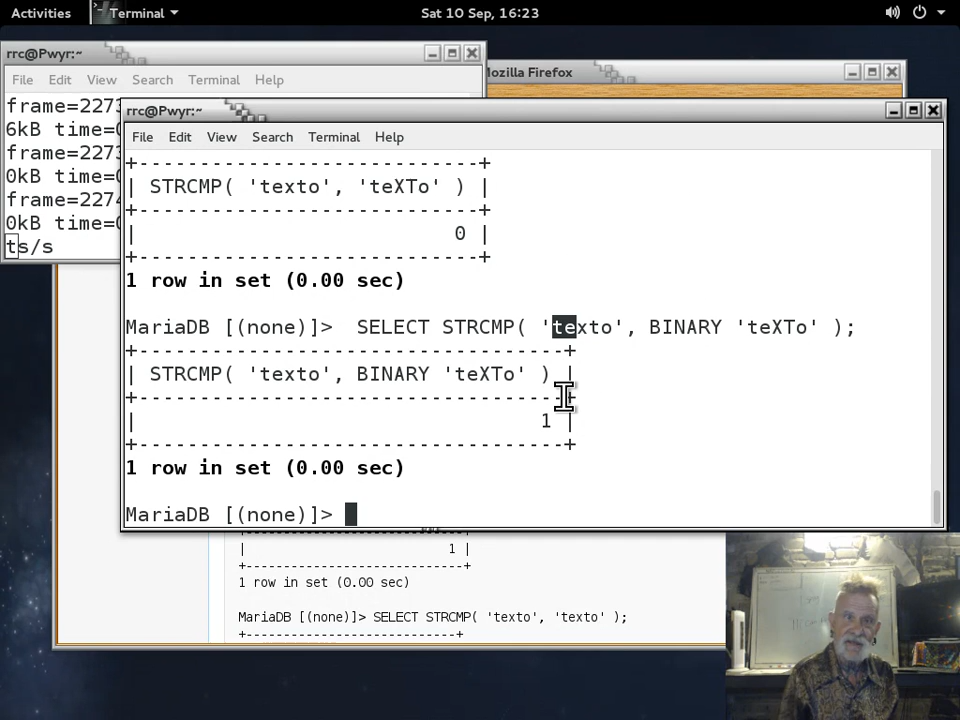 Activities Terminal Sat 10 Sep, 16:23
rrc@Pwyr:~
File Edit View Search Terminal Help
frame=2273
6kB time=0
frame=2273
0kB time=0
frame=2274
0kB time=0
ts/s
Mozilla Firefox
rrc@Pwyr:~
File Edit View Search Terminal Help
+-----------------------------+
| STRCMP( 'texto', 'teXTo' ) |
+-----------------------------+
| 0 |
+-----------------------------+
1 row in set (0.00 sec)
MariaDB [(none)]> SELECT STRCMP( 'texto', BINARY 'teXTo' );
+------------------------------------+
| STRCMP( 'texto', BINARY 'teXTo' ) |
+------------------------------------+
| 1 |
+------------------------------------+
1 row in set (0.00 sec)
MariaDB [(none)]>
| 1 |
+---------------------------+
1 row in set (0.00 sec)
MariaDB [(none)]> SELECT STRCMP( 'texto', 'texto' );
+--------------------------+